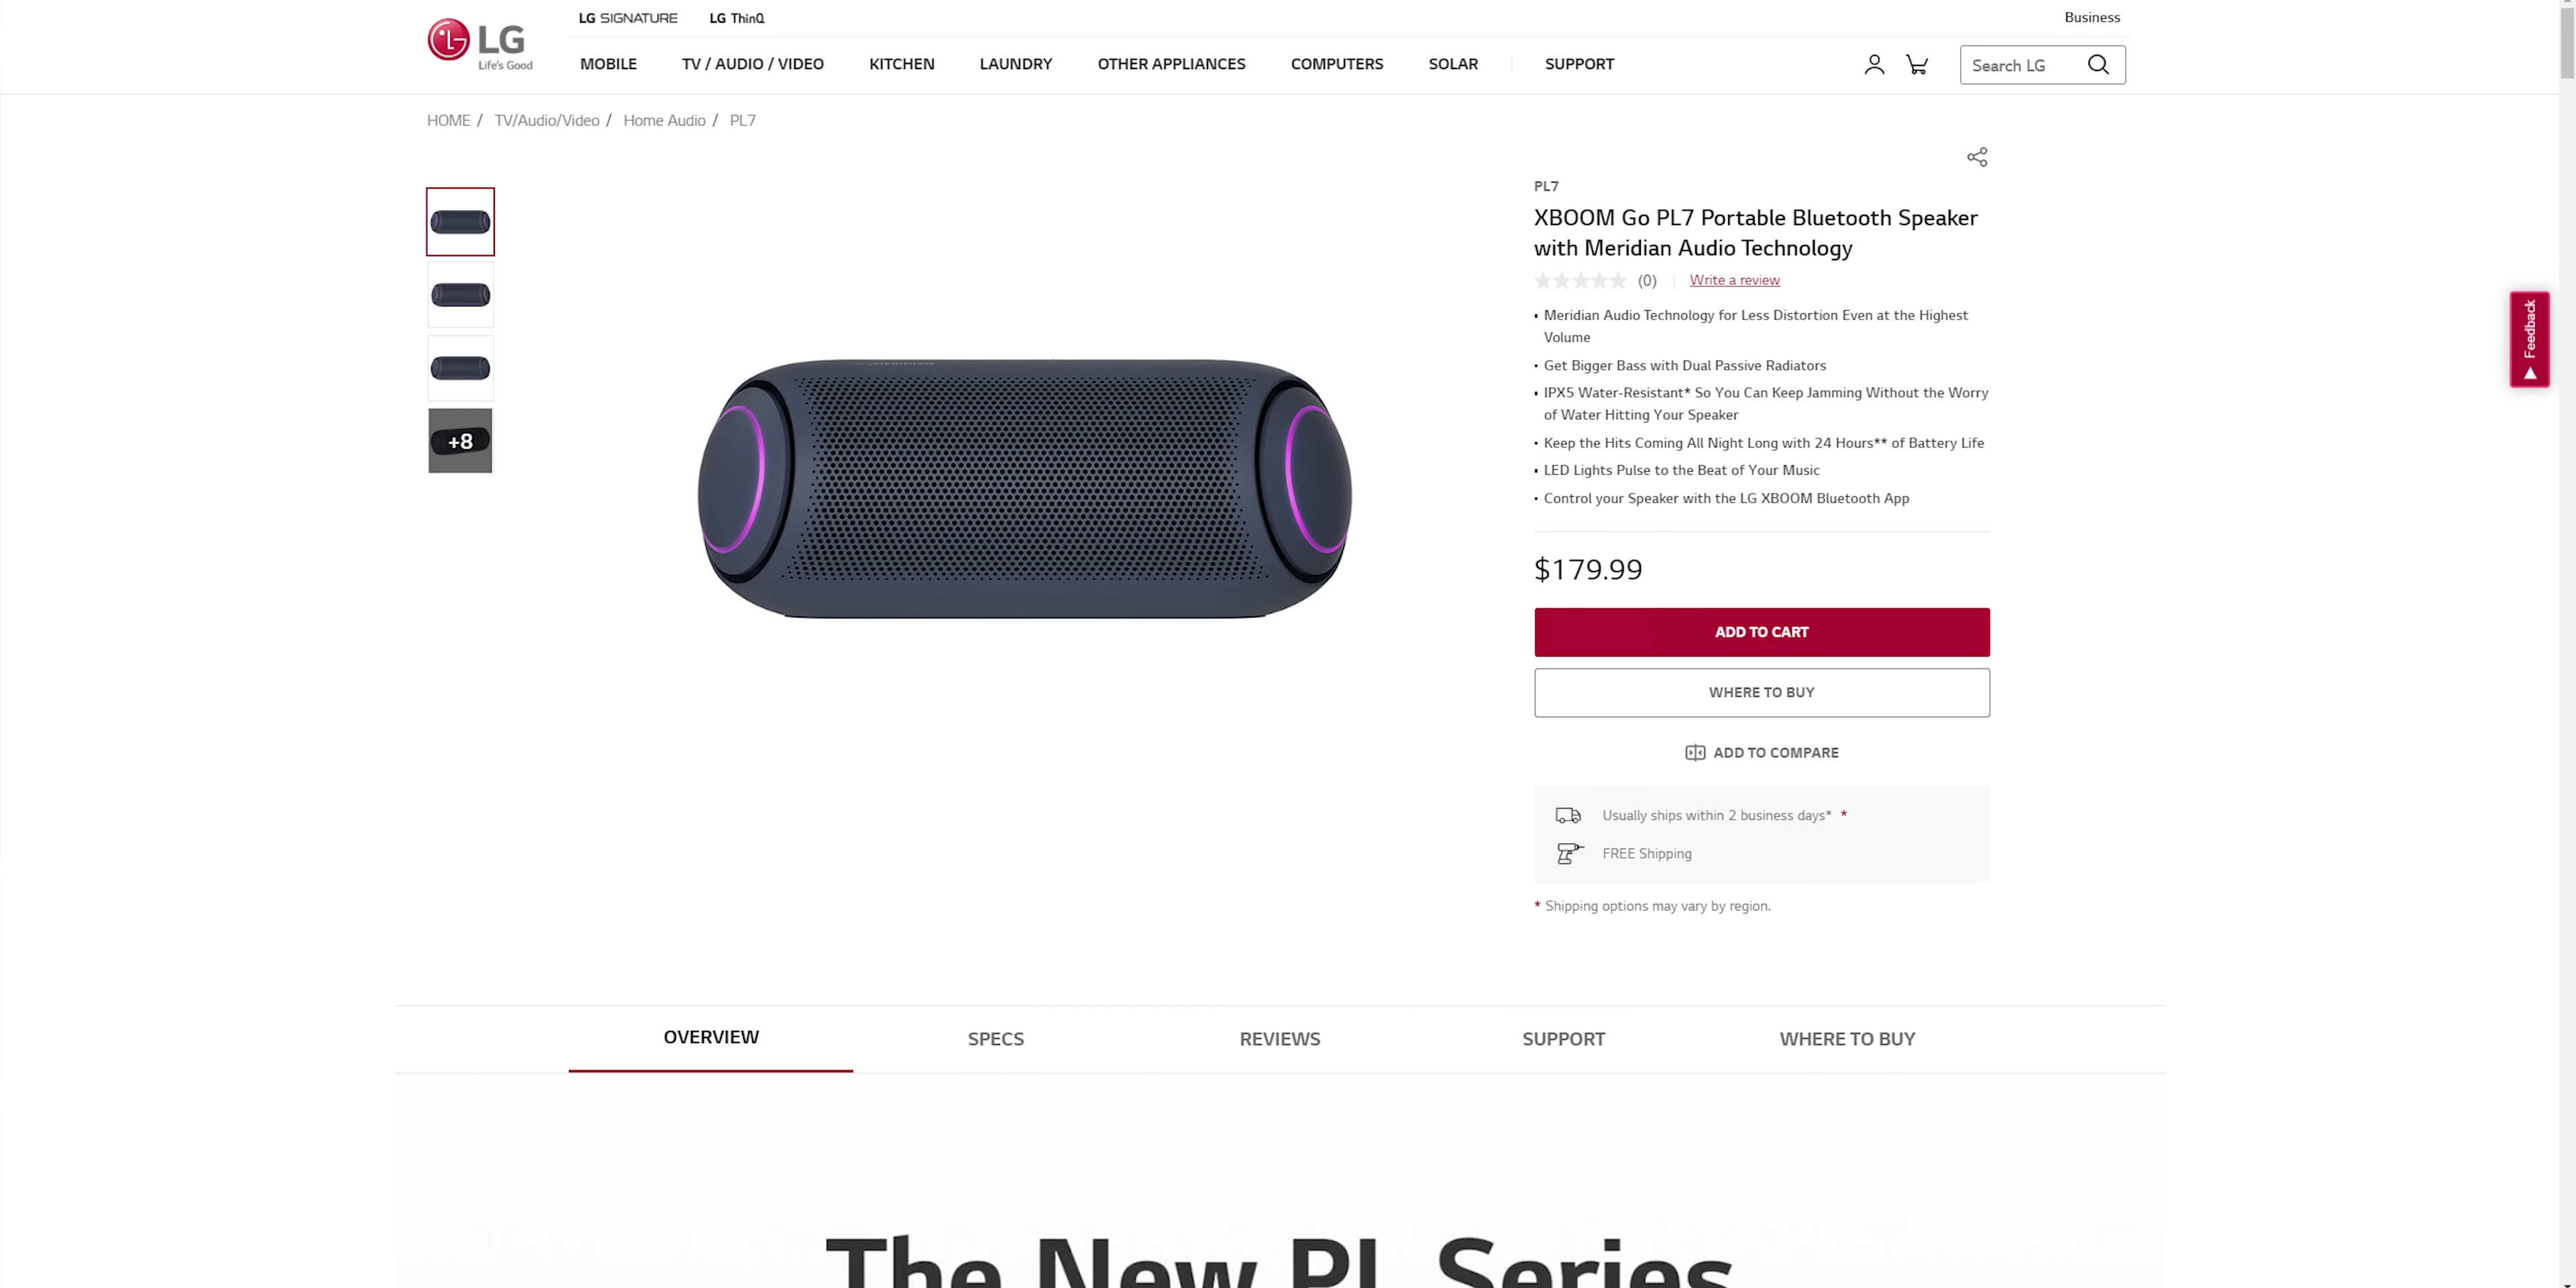 LG SIGNATURE
LG ThinQ
Business
LG
Life's Good
MOBILE
TV / AUDIO / VIDEO
KITCHEN
LAUNDRY
OTHER APPLIANCES
COMPUTERS
SOLAR
SUPPORT
Search LG
HOME / TV/Audio/Video / Home Audio / PL7
+8
MERIDIAN
PL7
XBOOM Go PL7 Portable Bluetooth Speaker
with Meridian Audio Technology
(0) | Write a review
▪ Meridian Audio Technology for Less Distortion Even at the Highest
Volume
▪ Get Bigger Bass with Dual Passive Radiators
▪ IPX5 Water-Resistant* So You Can Keep Jamming Without the Worry
of Water Hitting Your Speaker
▪ Keep the Hits Coming All Night Long with 24 Hours** of Battery Life
▪ LED Lights Pulse to the Beat of Your Music
▪ Control your Speaker with the LG XBOOM Bluetooth App
$179.99
ADD TO CART
WHERE TO BUY
ADD TO COMPARE
Usually ships within 2 business days* *
FREE Shipping
* Shipping options may vary by region.
Feedback
OVERVIEW
SPECS
REVIEWS
SUPPORT
WHERE TO BUY
The New PL Series